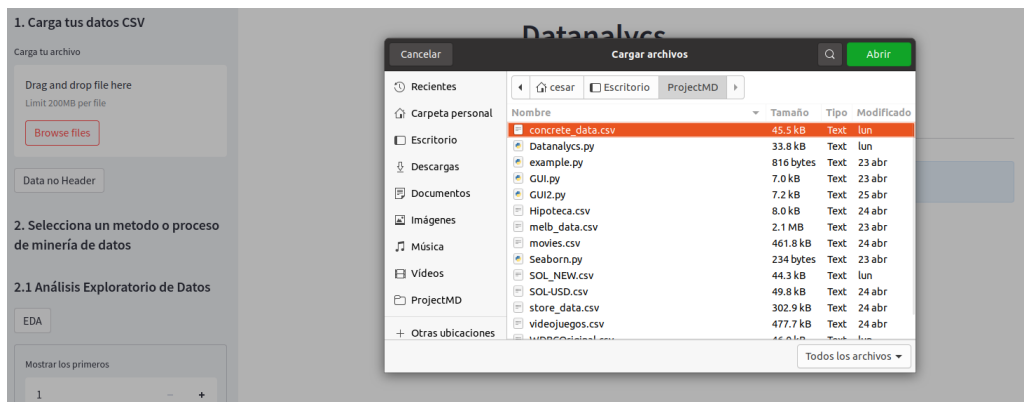 1. Carga tus datos CSV
Carga tu archivo
Drag and drop file here
Limit 200MB per file
Browse files
Data no Header
2. Selecciona un metodo o proceso
de minería de datos
2.1 Análisis Exploratorio de Datos
EDA
Mostrar los primeros
1 − +
Datanalycs
Cancelar Cargar archivos Abrir
Recientes
Carpeta personal
Escritorio
Descargas
Documentos
Imágenes
Música
Vídeos
ProjectMD
+ Otras ubicaciones
cesar Escritorio ProjectMD
Nombre Tamaño Tipo Modificado
concrete_data.csv 45.5 kB Text lun
Datanalycs.py 33.8 kB Text lun
example.py 816 bytes Text 23 abr
GUI.py 7.0 kB Text 23 abr
GUI2.py 7.2 kB Text 25 abr
Hipoteca.csv 8.0 kB Text 24 abr
melb_data.csv 2.1 MB Text 23 abr
movies.csv 461.8 kB Text 24 abr
Seaborn.py 234 bytes Text 23 abr
SOL_NEW.csv 44.3 kB Text lun
SOL-USD.csv 49.8 kB Text 24 abr
store_data.csv 302.9 kB Text 24 abr
videojuegos.csv 477.7 kB Text 24 abr
WDBCOriginal.csv 46.0 kB Text lun
Todos los archivos